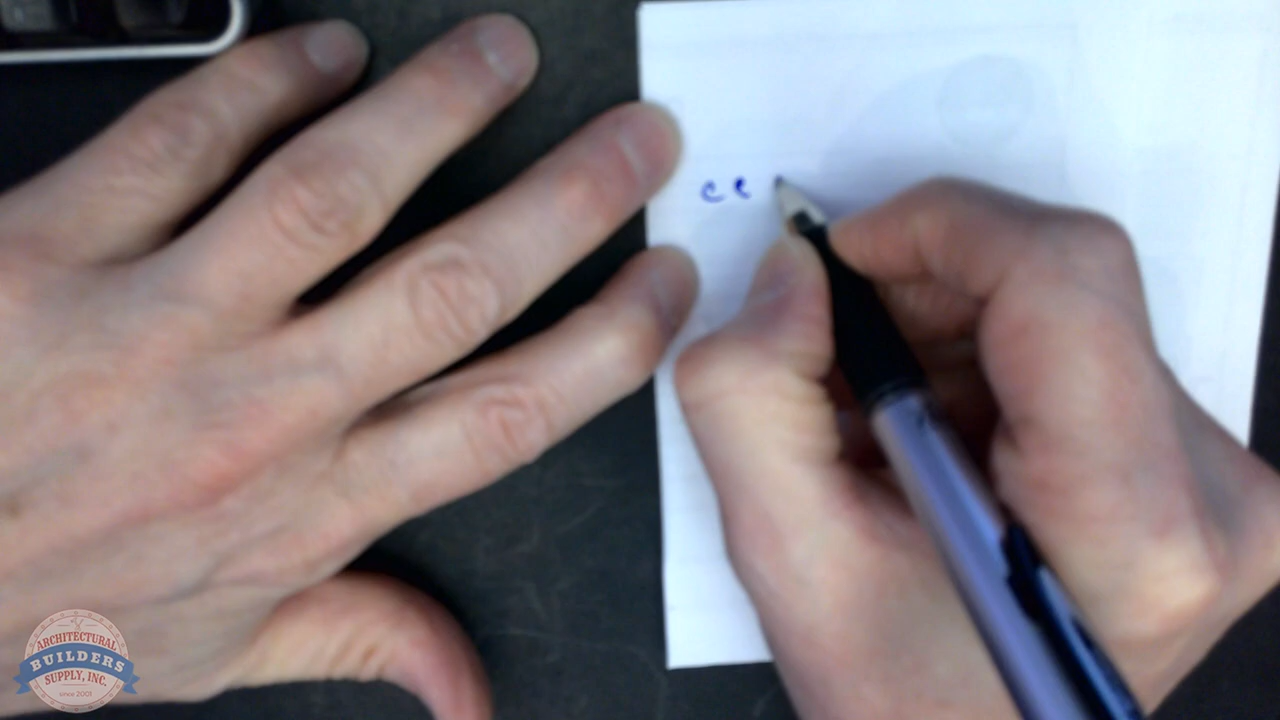 e e
ARCHITECTURAL
BUILDERS
SUPPLY, INC.
since 2001